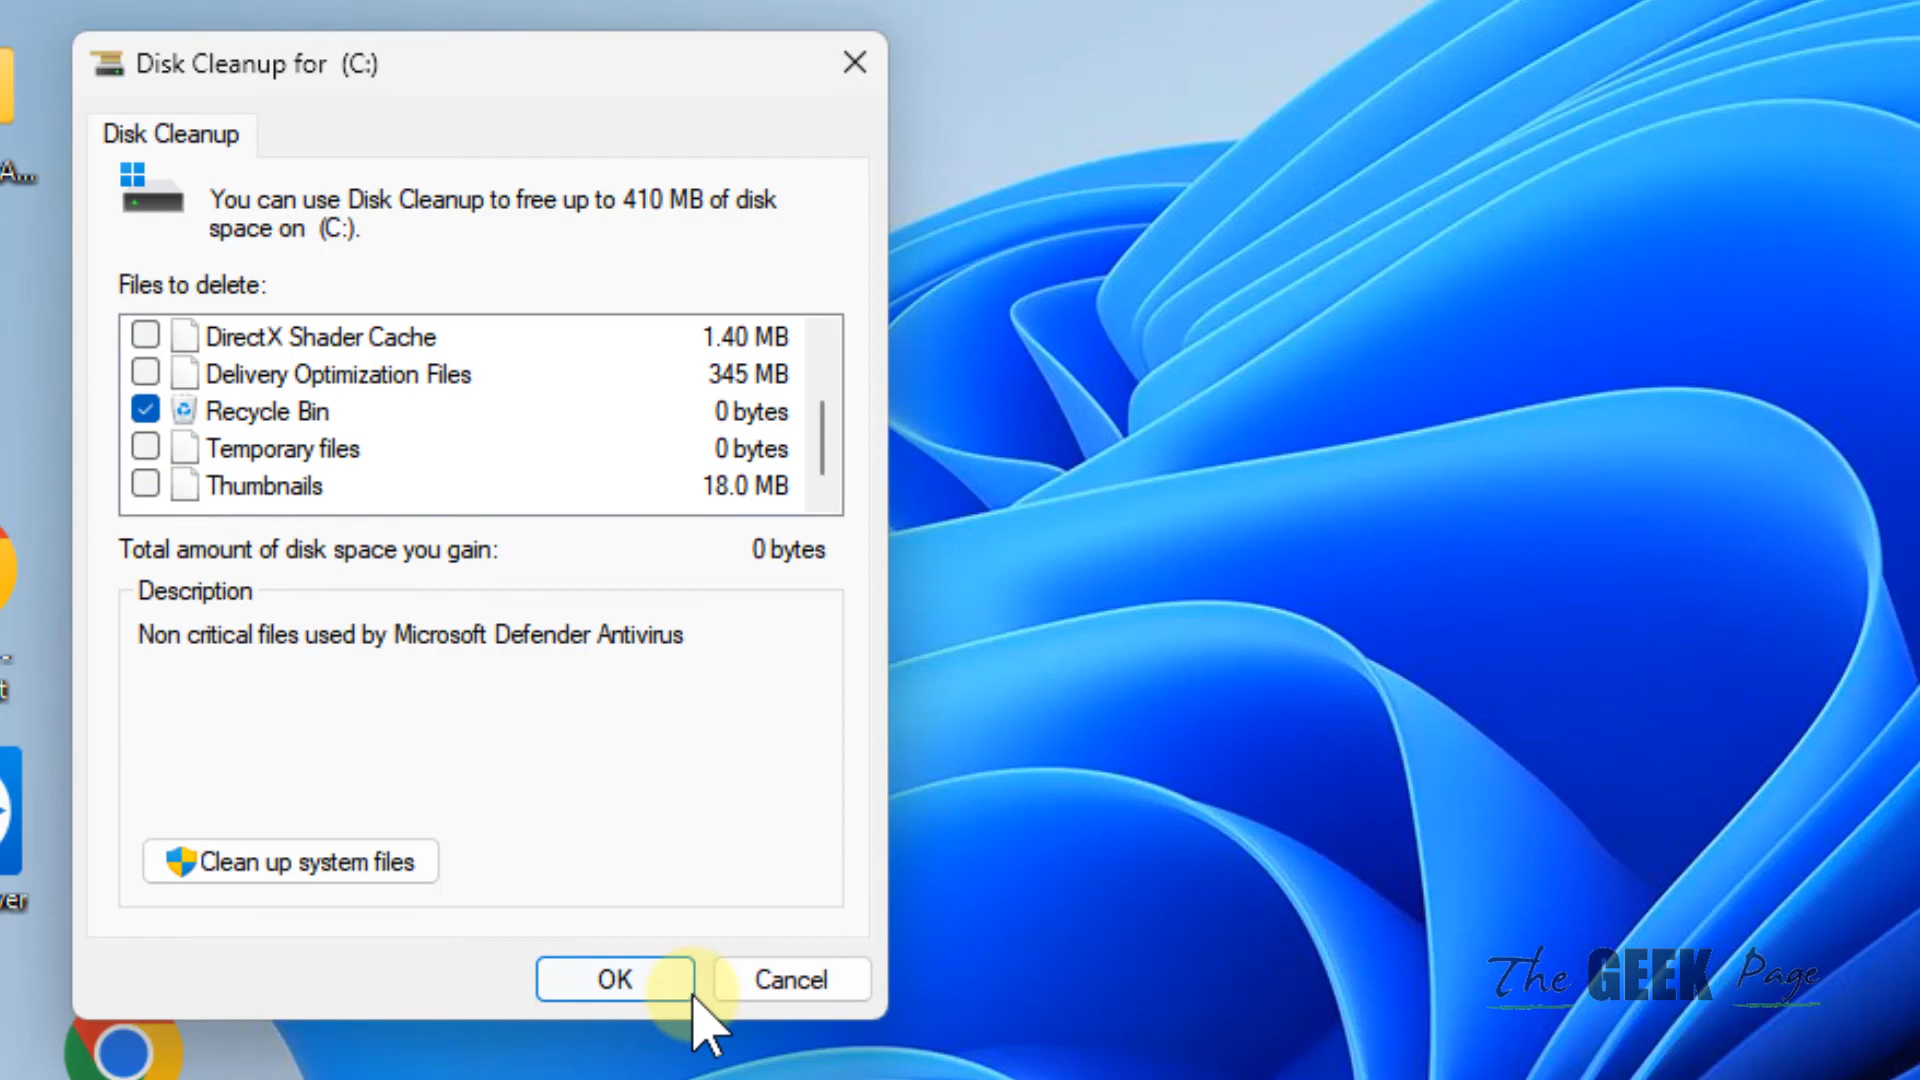 Disk Cleanup for  (C:)
Disk Cleanup
You can use Disk Cleanup to free up to 410 MB of disk
space on  (C:).
Files to delete:
DirectX Shader Cache 1.40 MB
Delivery Optimization Files 345 MB
Recycle Bin 0 bytes
Temporary files 0 bytes
Thumbnails 18.0 MB
Total amount of disk space you gain: 0 bytes
Description
Non critical files used by Microsoft Defender Antivirus
Clean up system files
OK Cancel
A...
-
t
ver
The GEEK Page